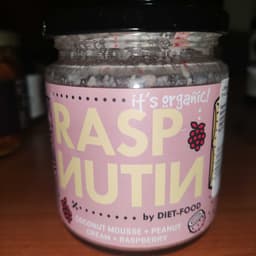 it's organic!
RASP
NUTIN
by DIET-FOOD
COCONUT MOUSSE + PEANUT
CREAM + RASPBERRY